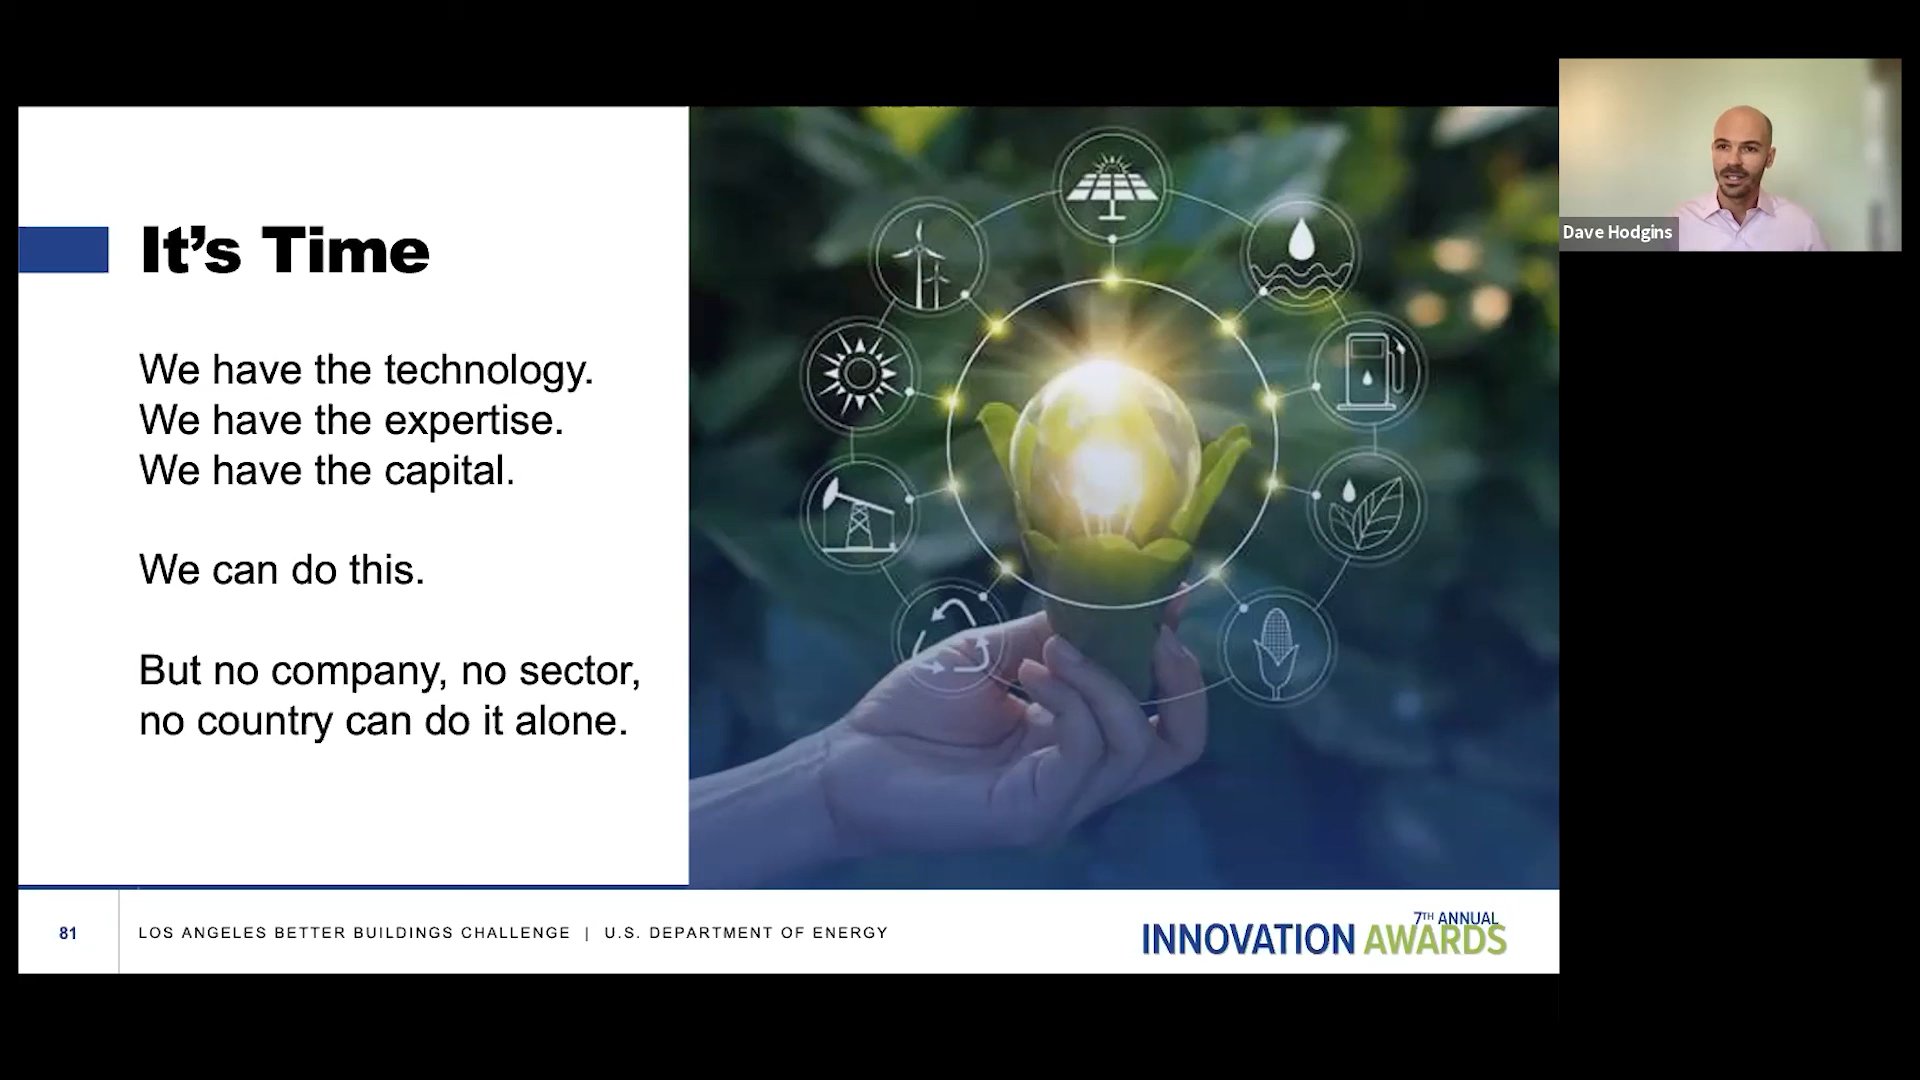 It’s Time
We have the technology.
We have the expertise.
We have the capital.
We can do this.
But no company, no sector,
no country can do it alone.
Dave Hodgins
81
LOS ANGELES BETTER BUILDINGS CHALLENGE | U.S. DEPARTMENT OF ENERGY
7TH ANNUAL
INNOVATION AWARDS